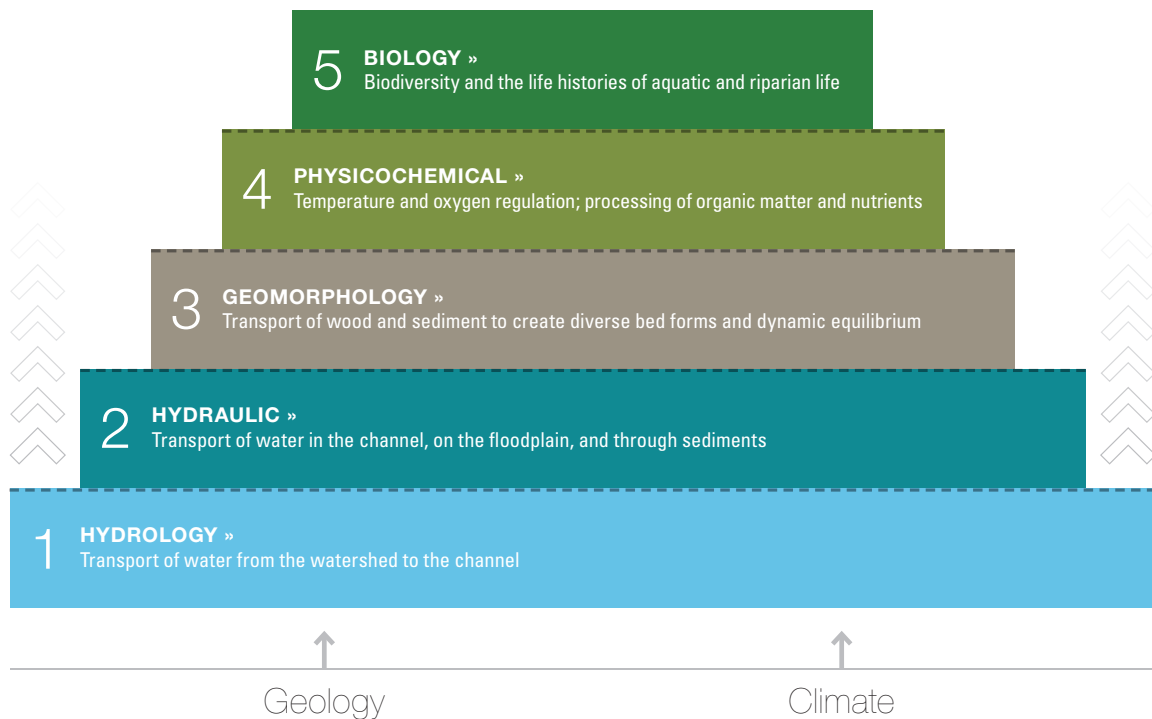 5
BIOLOGY »
Biodiversity and the life histories of aquatic and riparian life
4
PHYSICOCHEMICAL »
Temperature and oxygen regulation; processing of organic matter and nutrients
3
GEOMORPHOLOGY »
Transport of wood and sediment to create diverse bed forms and dynamic equilibrium
2
HYDRAULIC »
Transport of water in the channel, on the floodplain, and through sediments
1
HYDROLOGY »
Transport of water from the watershed to the channel
Geology
Climate